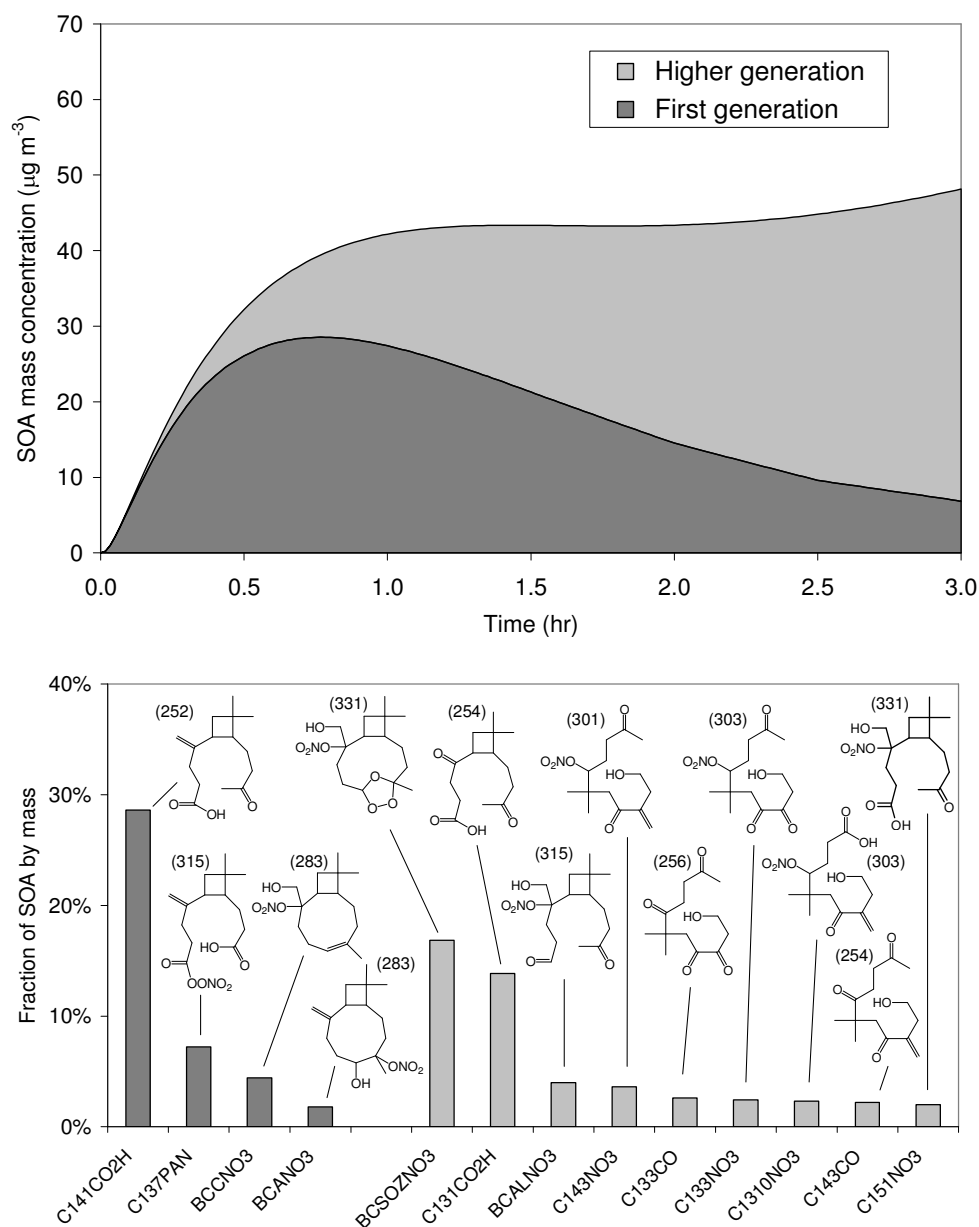 70
60
50
40
30
20
10
0
SOA mass concentration (µg m-3)
Higher generation
First generation
0.0 0.5 1.0 1.5 2.0 2.5 3.0
Time (hr)
40%
30%
20%
10%
0%
Fraction of SOA by mass
(252)
O
OH
O
(315)
HO
O
O
OONO2
(283)
HO
O2NO
(283)
ONO2
OH
(331)
HO
O2NO
O
O
O
(254)
O
O
OH
O
(315)
HO
O2NO
O
O
(301)
O
O2NO
HO
O
(256)
O
O
HO
O
O
(303)
O
O2NO
HO
O
O
(303)
O
OH
O2NO
HO
O
(254)
O
O
HO
O
(331)
HO
O2NO
O
OH
O
C141CO2H
C137PAN
BCCNO3
BCANO3
BCSOZNO3
C131CO2H
BCALNO3
C143NO3
C133CO
C133NO3
C1310NO3
C143CO
C151NO3